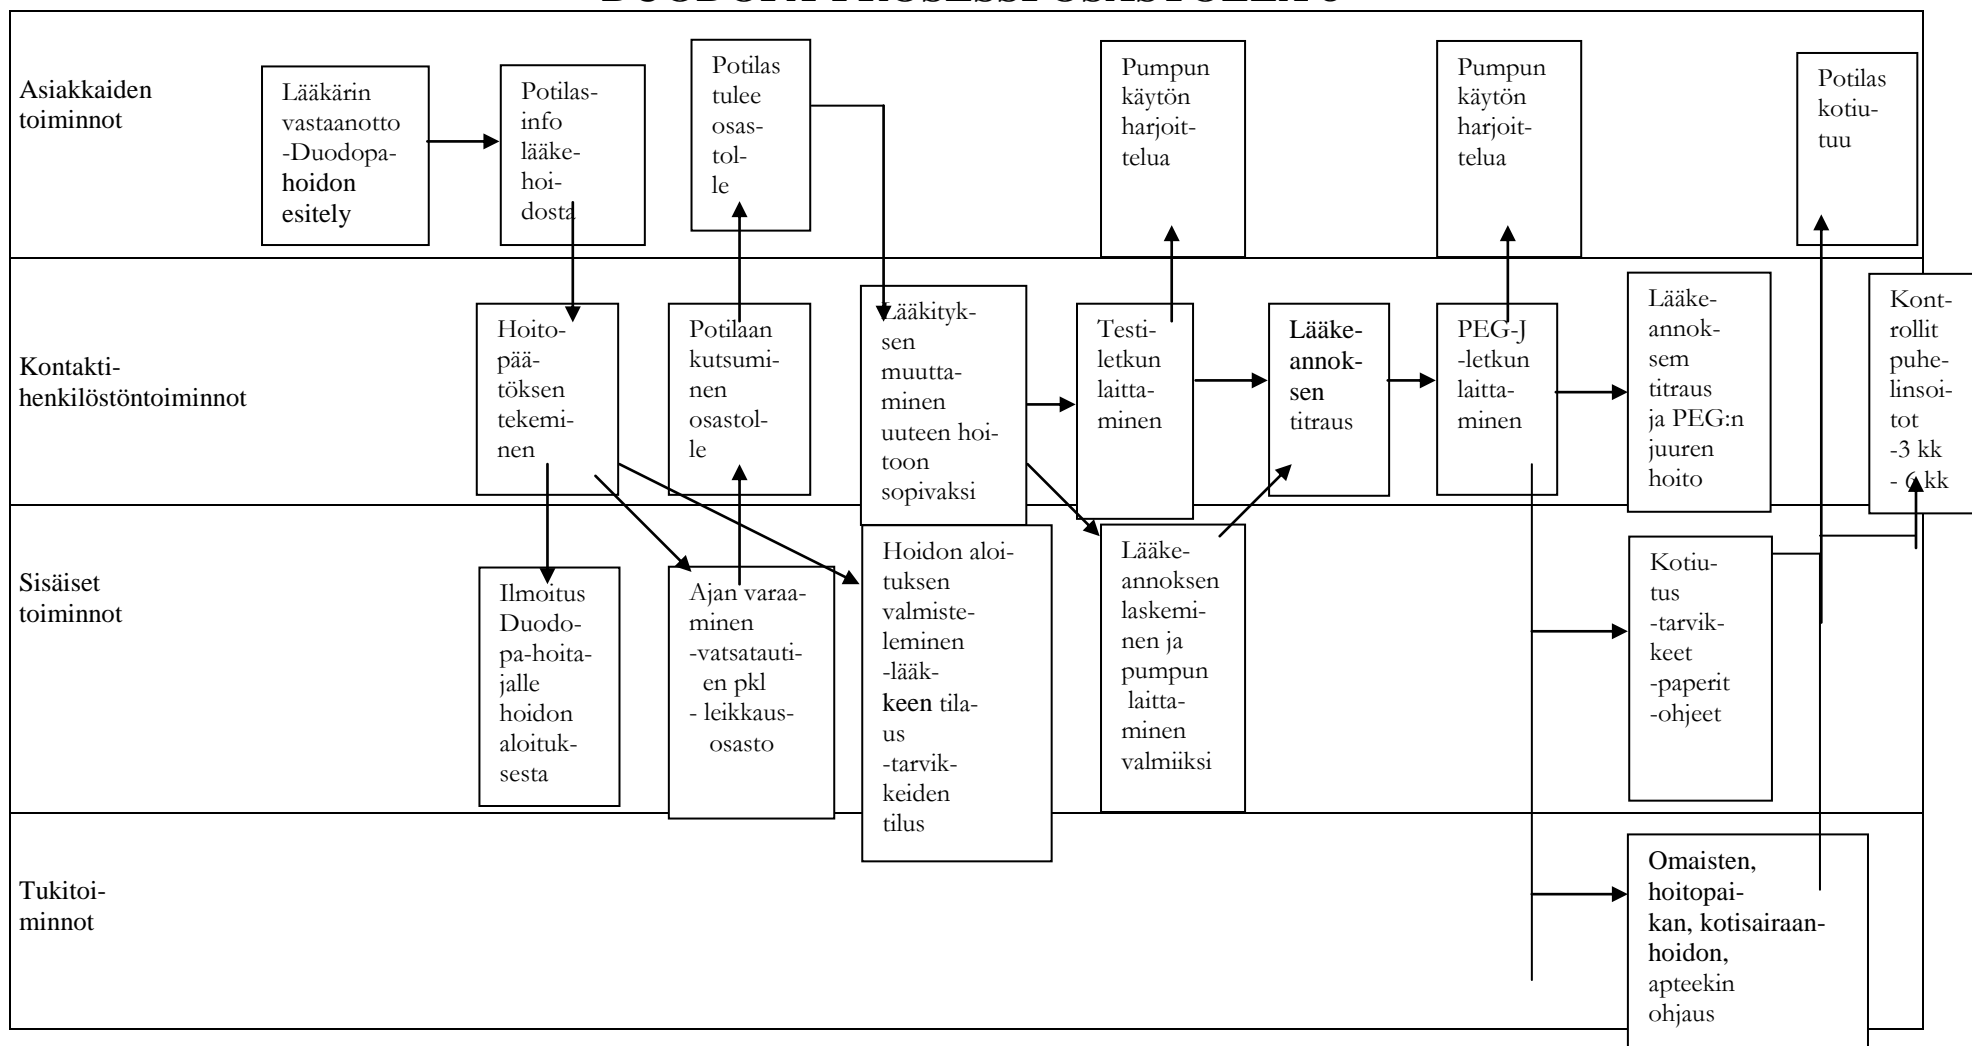 Asiakkaiden
toiminnot
Lääkärin
vastaanotto
-Duodopa-
hoidon
esitely
Potilas-
info
lääke-
hoi-
dosta
Potilas
tulee
osas-
tol-
le
Pumpun
käytön
harjoit-
telua
Pumpun
käytön
harjoit-
telua
Potilas
kotiu-
tuu
Kontakti-
henkilöstöntoiminnot
Hoito-
pää-
töksen
tekemi-
nen
Potilaan
kutsumi-
nen
osastol-
le
Lääkityk-
sen
muutta-
minen
uuteen hoi-
toon
sopivaksi
Testi-
letkun
laitta-
minen
Lääke-
annok-
sen
titraus
PEG-J
-letkun
laitta-
minen
Lääke-
annok-
sem
titraus
ja PEG:n
juuren
hoito
Kont-
rollit
puhe-
linsoi-
tot
-3 kk
- 6 kk
Sisäiset
toiminnot
Ilmoitus
Duodo-
pa-hoita-
jalle
hoidon
aloituk-
sesta
Ajan varaa-
minen
-vatsatauti-
en pkl
- leikkaus-
osasto
Hoidon aloi-
tuksen
valmiste-
leminen
-lääk-
keen tila-
us
-tarvik-
keiden
tilus
Lääke-
annoksen
laskemi-
nen ja
pumpun
laitta-
minen
valmiiksi
Kotiu-
tus
-tarvik-
keet
-paperit
-ohjeet
Tukitoi-
minnot
Omaisten,
hoitopai-
kan, kotisairaan-
hoidon,
apteekin
ohjaus